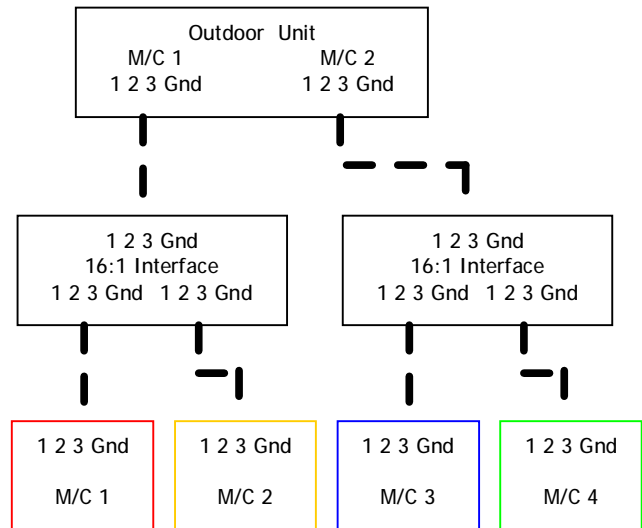 Outdoor Unit
M/C 1 M/C 2
1 2 3 Gnd 1 2 3 Gnd
1 2 3 Gnd
16:1 Interface
1 2 3 Gnd 1 2 3 Gnd
1 2 3 Gnd
16:1 Interface
1 2 3 Gnd 1 2 3 Gnd
1 2 3 Gnd
M/C 1
1 2 3 Gnd
M/C 2
1 2 3 Gnd
M/C 3
1 2 3 Gnd
M/C 4